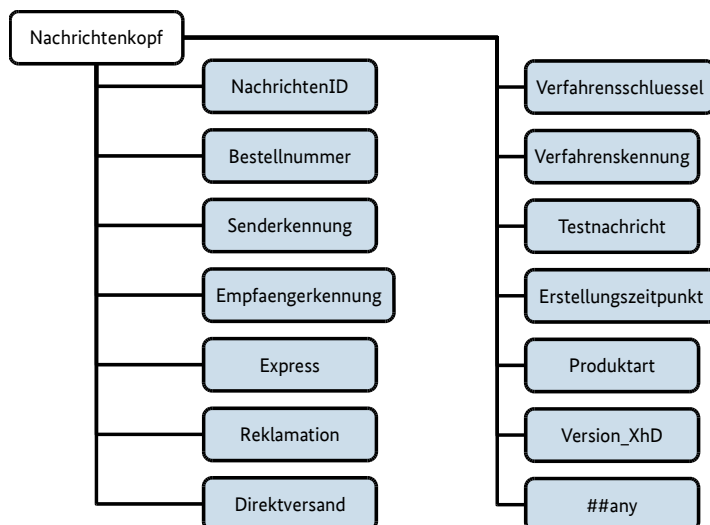 Nachrichtenkopf
NachrichtenID
Bestellnummer
Senderkennung
Empfaengerkennung
Express
Reklamation
Direktversand
Verfahrensschluessel
Verfahrenskennung
Testnachricht
Erstellungszeitpunkt
Produktart
Version_XhD
##any